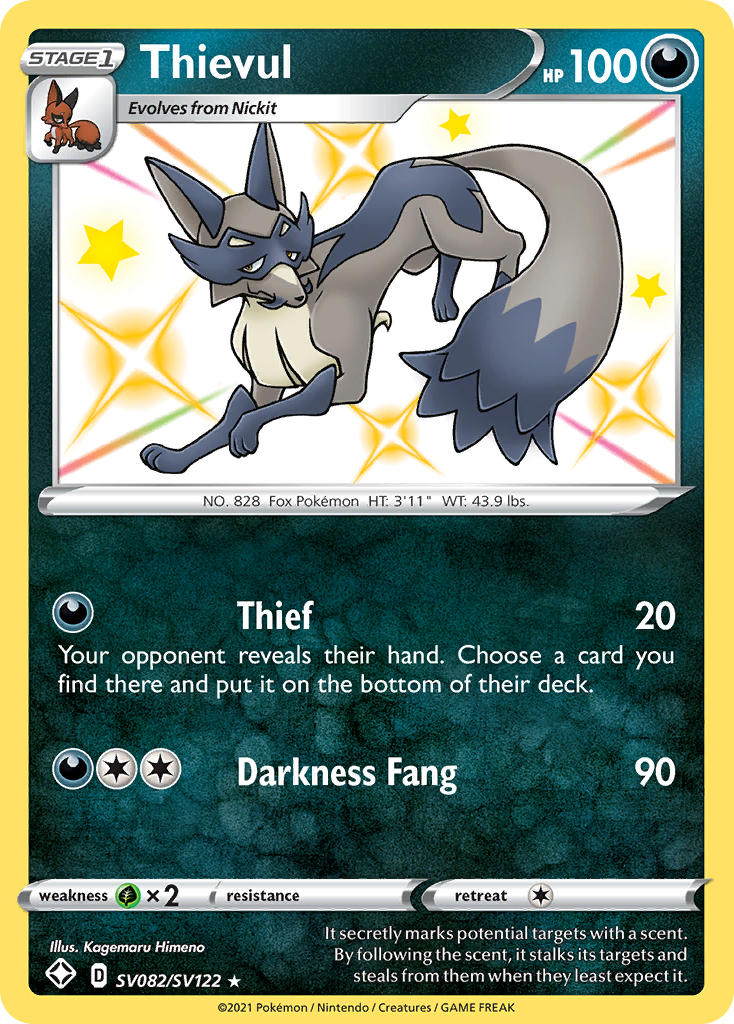 STAGE 1
Thievul
HP 100
Evolves from Nickit
NO. 828 Fox Pokémon HT: 3'11" WT: 43.9 lbs.
Thief 20
Your opponent reveals their hand. Choose a card you
find there and put it on the bottom of their deck.
Darkness Fang 90
weakness ×2 resistance retreat
Illus. Kagemaru Himeno
D SV082/SV122 ★
It secretly marks potential targets with a scent.
By following the scent, it stalks its targets and
steals from them when they least expect it.
©2021 Pokémon / Nintendo / Creatures / GAME FREAK